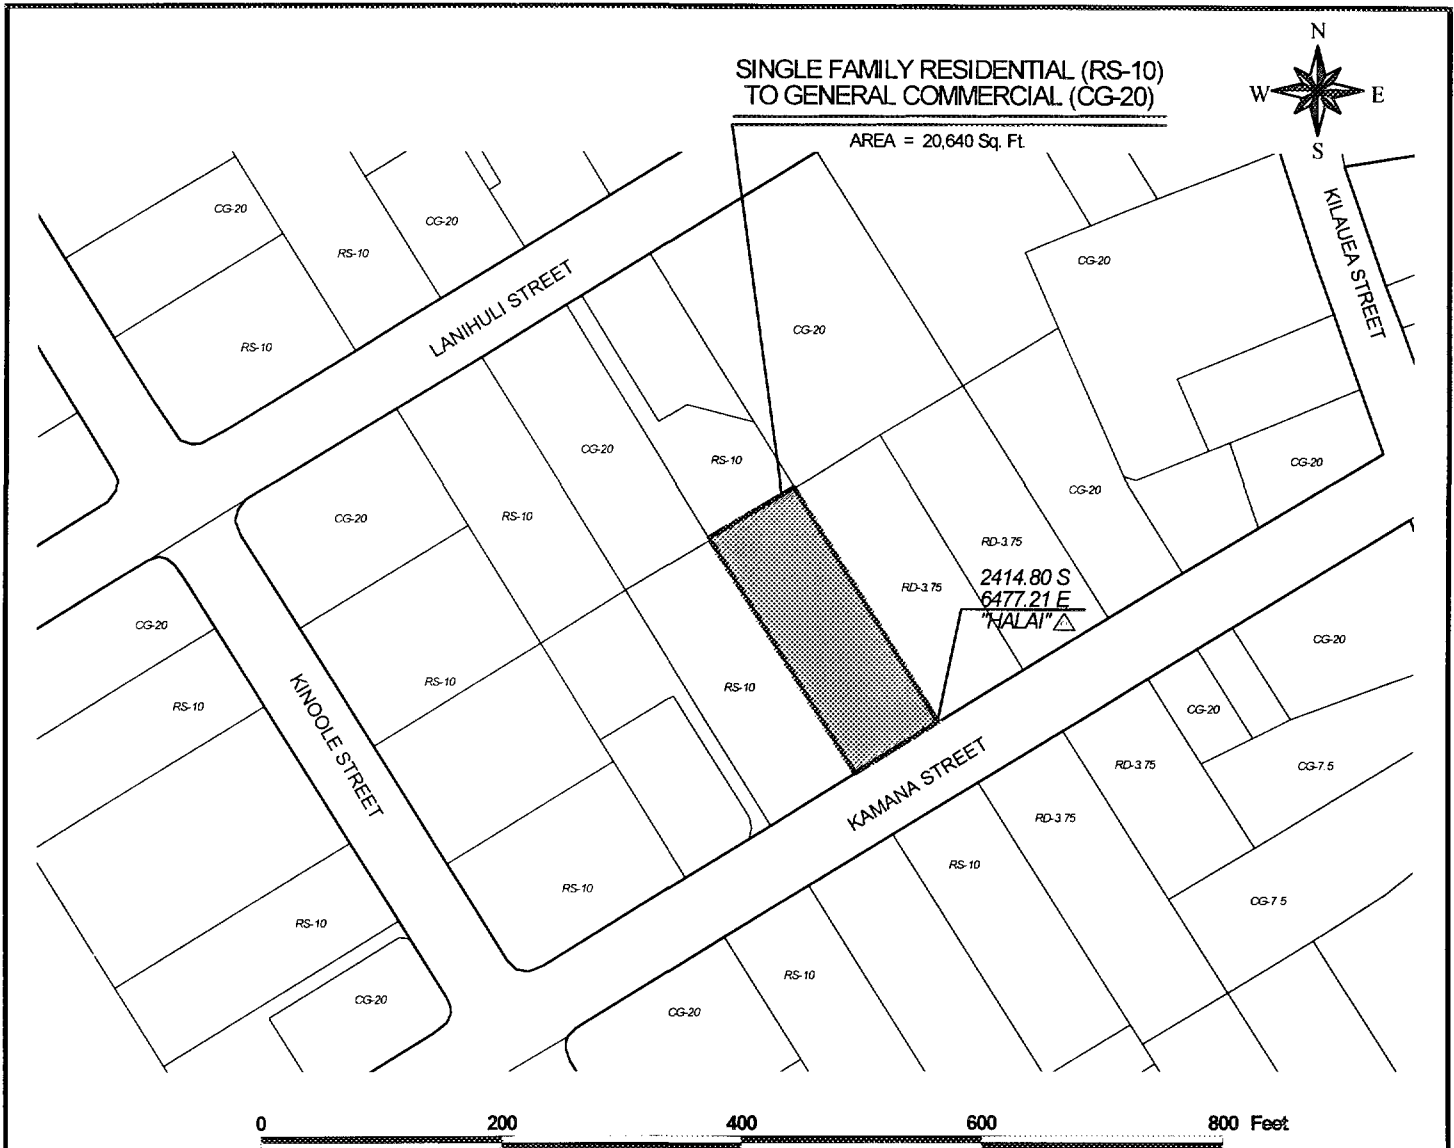 N
W E
S
SINGLE FAMILY RESIDENTIAL (RS-10)
TO GENERAL COMMERCIAL (CG-20)
AREA = 20,640 Sq. Ft.
CG-20
CG-20
RS-10
RS-10
LANIHULI STREET
KILAUEA STREET
CG-20
CG-20
CG-20
RS-10
CG-20
CG-20
CG-20
RS-10
RD-3.75
RD-3.75
2414.80 S
6477.21 E
"HALAI"
CG-20
RS-10
KINOOLE STREET
RS-10
RS-10
CG-20
CG-20
KAMANA STREET
RD-3.75
CG-7.5
RD-3.75
RS-10
RS-10
CG-7.5
RS-10
RS-10
CG-20
CG-20
0 200 400 600 800 Feet